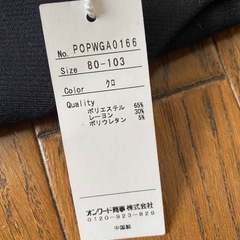 No. POPWGA0166
Size 80-103
Color クロ
Quality
ポリエステル 65%
レーヨン 30%
ポリウレタン 5%
オンワード商事株式会社
0120-923-829
中国製